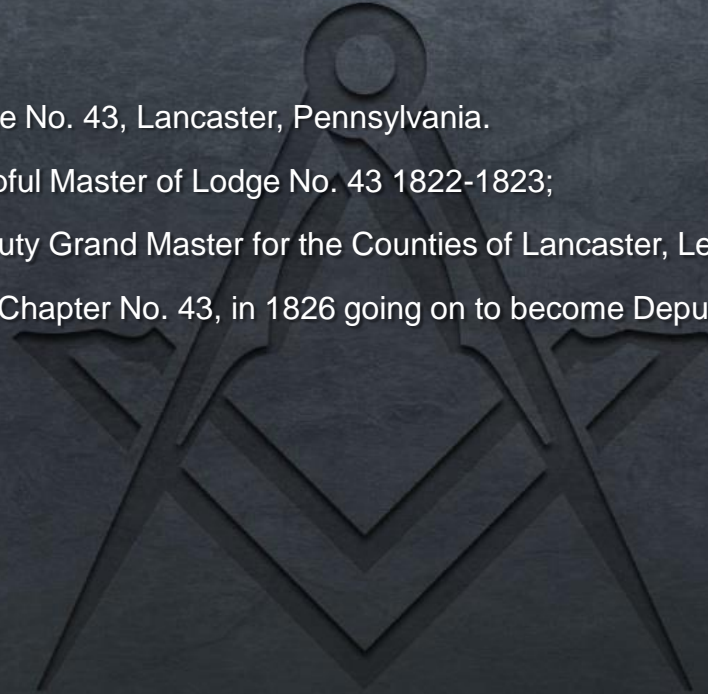 e No. 43, Lancaster, Pennsylvania.
pful Master of Lodge No. 43 1822-1823;
uty Grand Master for the Counties of Lancaster, Le
Chapter No. 43, in 1826 going on to become Depu